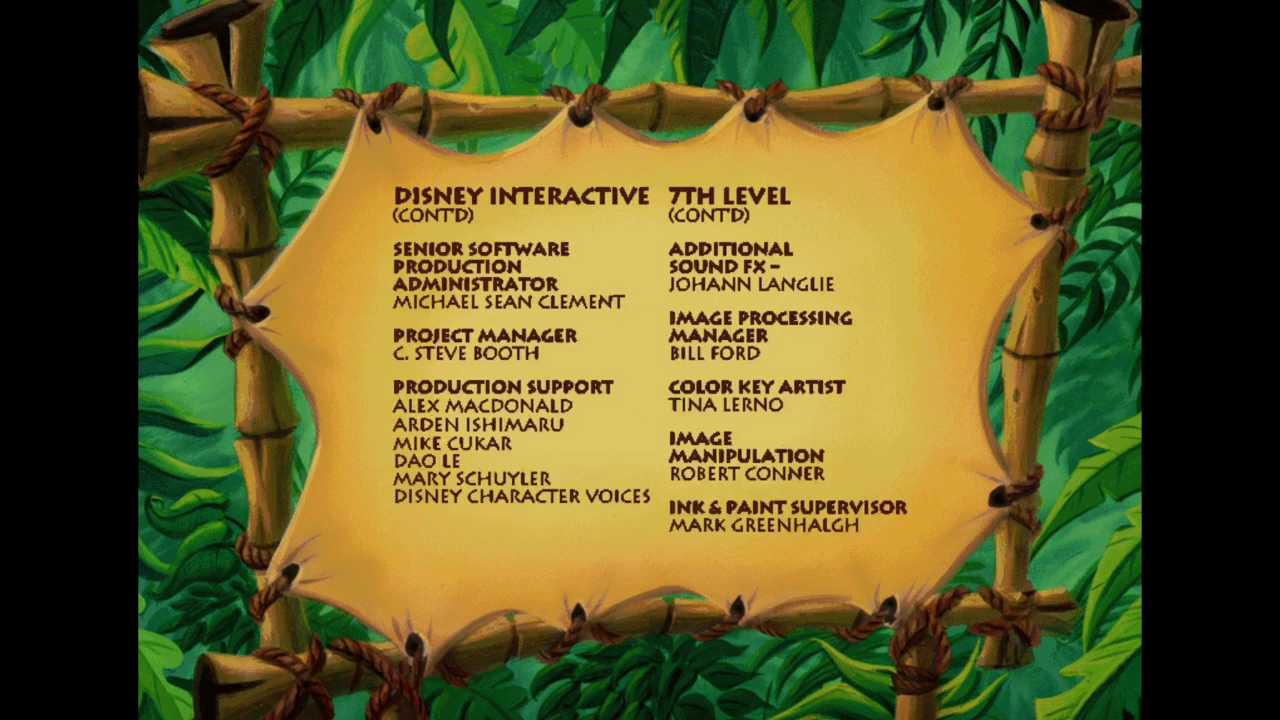 DISNEY INTERACTIVE
(CONT'D)
SENIOR SOFTWARE
PRODUCTION
ADMINISTRATOR
MICHAEL SEAN CLEMENT
PROJECT MANAGER
C. STEVE BOOTH
PRODUCTION SUPPORT
ALEX MACDONALD
ARDEN ISHIMARU
MIKE CUKAR
DAO LE
MARY SCHUYLER
DISNEY CHARACTER VOICES
7TH LEVEL
(CONT'D)
ADDITIONAL
SOUND FX -
JOHANN LANGLIE
IMAGE PROCESSING
MANAGER
BILL FORD
COLOR KEY ARTIST
TINA LERNO
IMAGE
MANIPULATION
ROBERT CONNER
INK & PAINT SUPERVISOR
MARK GREENHALGH